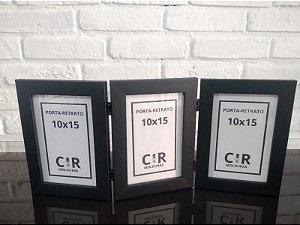 PORTA-RETRATO
10x15
C R
MOLDURAS
PORTA-RETRATO
10x15
C R
MOLDURAS
PORTA-RETRATO
10x15
C R
MOLDURAS